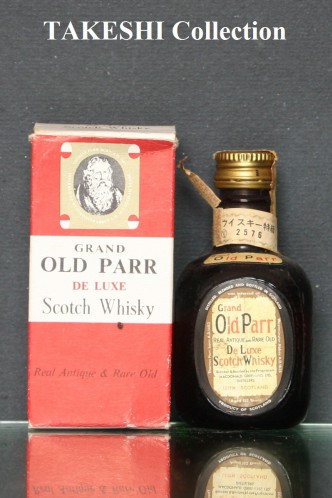 TAKESHI Collection
Scotch Whisky
GRAND
OLD PARR
DE LUXE
Scotch Whisky
Real Antique & Rare Old
ウイスキー特級
2576
Old Parr
Grand
Old Parr
REAL ANTIQUE AND RARE OLD
De Luxe
Scotch Whisky
PRODUCT OF SCOTLAND